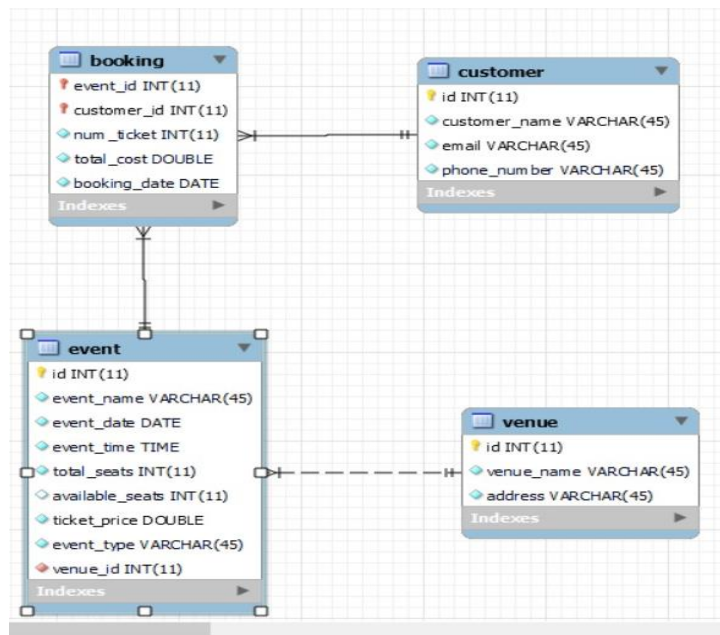 booking
event_id INT(11)
customer_id INT(11)
num _ticket INT(11)
total_cost DOUBLE
booking_date DATE
Indexes
customer
id INT(11)
customer_name VARCHAR(45)
email VARCHAR(45)
phone_number VARCHAR(45)
Indexes
event
id INT(11)
event_name VARCHAR(45)
event_date DATE
event_time TIME
total_seats INT(11)
available_seats INT(11)
ticket_price DOUBLE
event_type VARCHAR(45)
venue_id INT(11)
Indexes
venue
id INT(11)
venue_name VARCHAR(45)
address VARCHAR(45)
Indexes